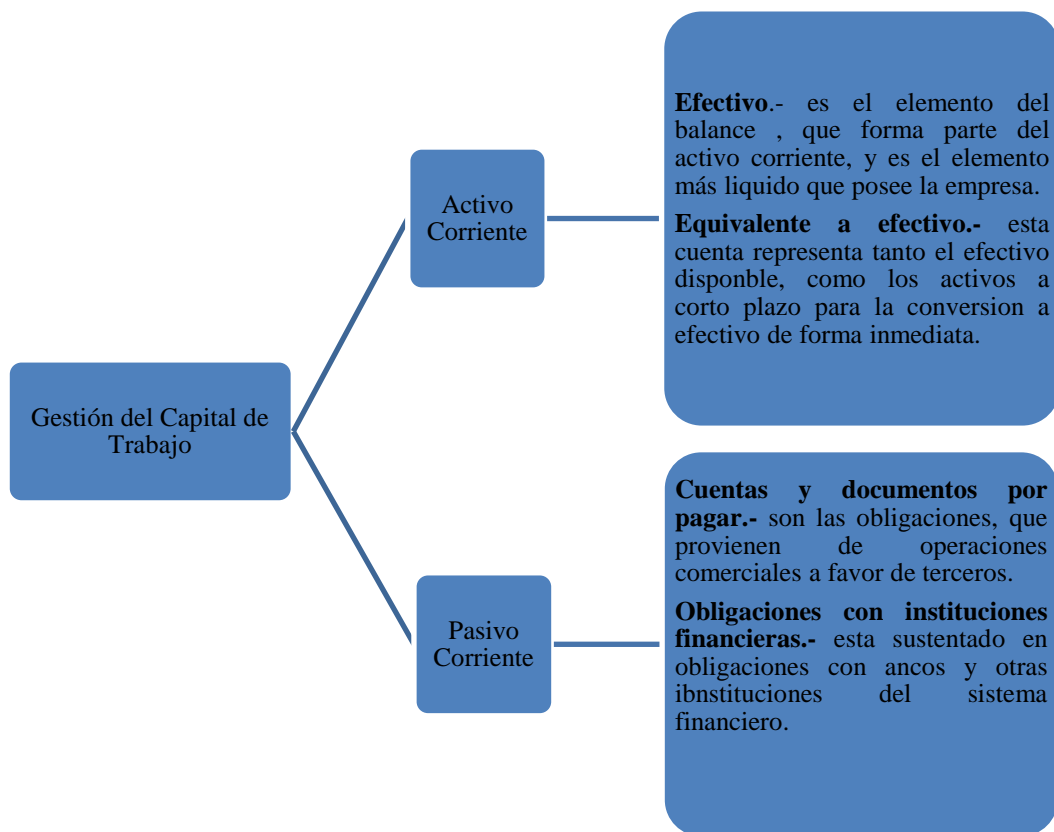 Gestión del Capital de
Trabajo
Activo
Corriente
Efectivo.- es el elemento del
balance , que forma parte del
activo corriente, y es el elemento
más liquido que posee la empresa.
Equivalente a efectivo.- esta
cuenta representa tanto el efectivo
disponble, como los activos a
corto plazo para la conversion a
efectivo de forma inmediata.
Pasivo
Corriente
Cuentas y documentos por
pagar.- son las obligaciones, que
provienen de operaciones
comerciales a favor de terceros.
Obligaciones con instituciones
financieras.- esta sustentado en
obligaciones con ancos y otras
ibnstituciones del sistema
financiero.